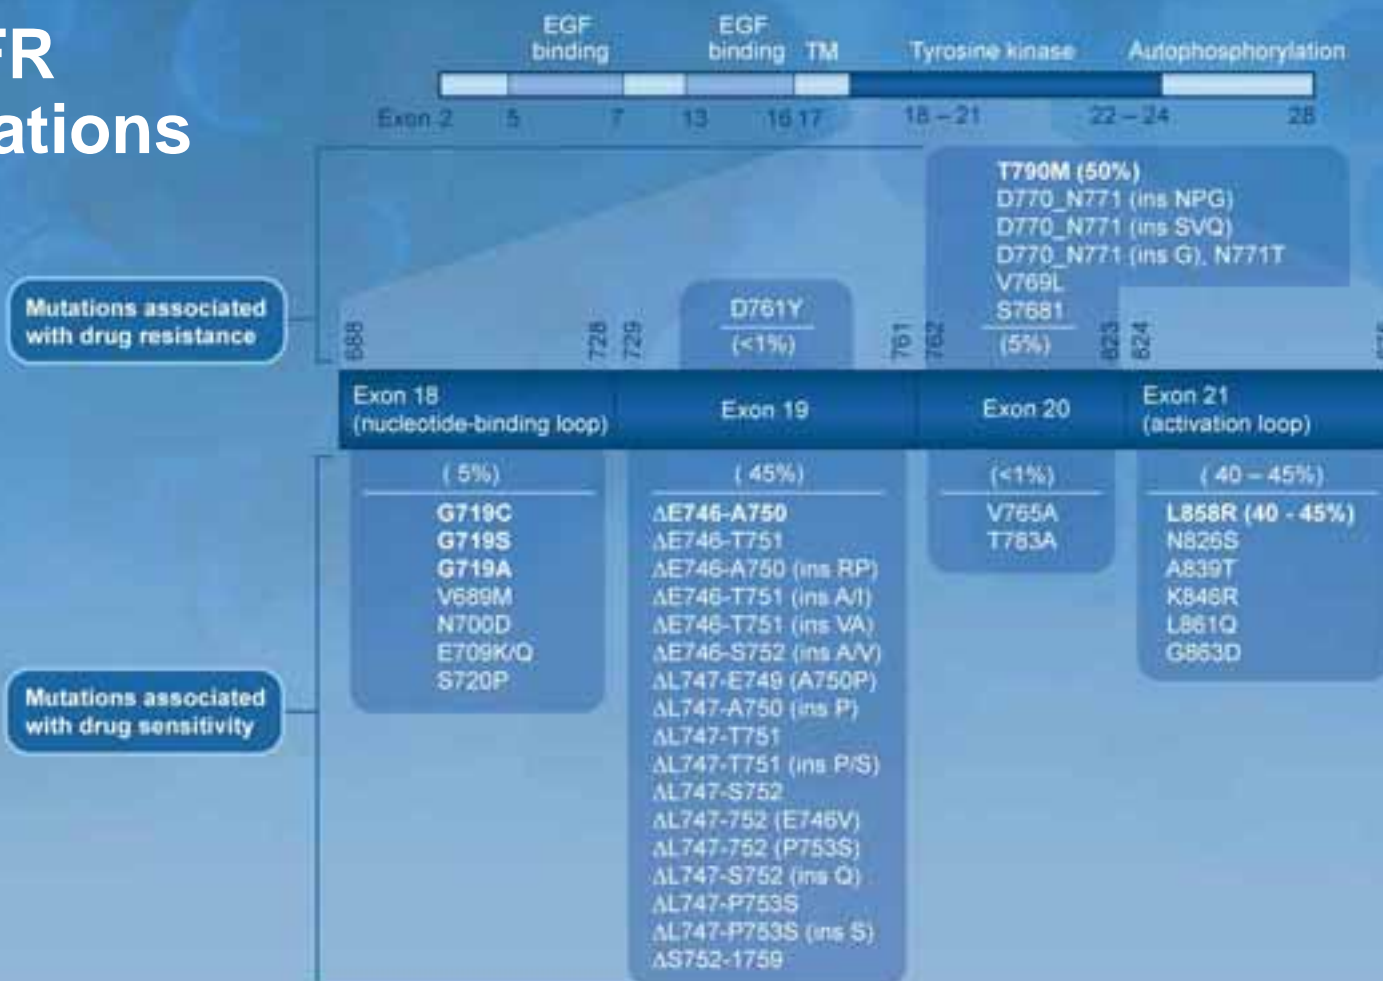 FR
ations
EGF
binding
EGF
binding
TM
Tyrosine kinase
Autophosphorylation
Exon 2
5
7
13
16
17
18 – 21
22 – 24
28
Mutations associated
with drug resistance
T790M (50%)
D770_N771 (ins NPG)
D770_N771 (ins SVQ)
D770_N771 (ins G), N771T
V769L
S7681
(5%)
D761Y
(<1%)
688
728
729
761
762
823
824
Exon 18
(nucleotide-binding loop)
Exon 19
Exon 20
Exon 21
(activation loop)
Mutations associated
with drug sensitivity
( 5%)
G719C
G719S
G719A
V689M
N700D
E709K/Q
S720P
( 45%)
ΔE746-A750
ΔE746-T751
ΔE746-A750 (ins RP)
ΔE746-T751 (ins A/I)
ΔE746-T751 (ins VA)
ΔE746-S752 (ins A/V)
ΔL747-E749 (A750P)
ΔL747-A750 (ins P)
ΔL747-T751
ΔL747-T751 (ins P/S)
ΔL747-S752
ΔL747-752 (E746V)
ΔL747-752 (P753S)
ΔL747-S752 (ins Q)
ΔL747-P753S
ΔL747-P753S (ins S)
ΔS752-1759
(<1%)
V765A
T783A
( 40 – 45%)
L858R (40 - 45%)
N826S
A839T
K846R
L861Q
G863D